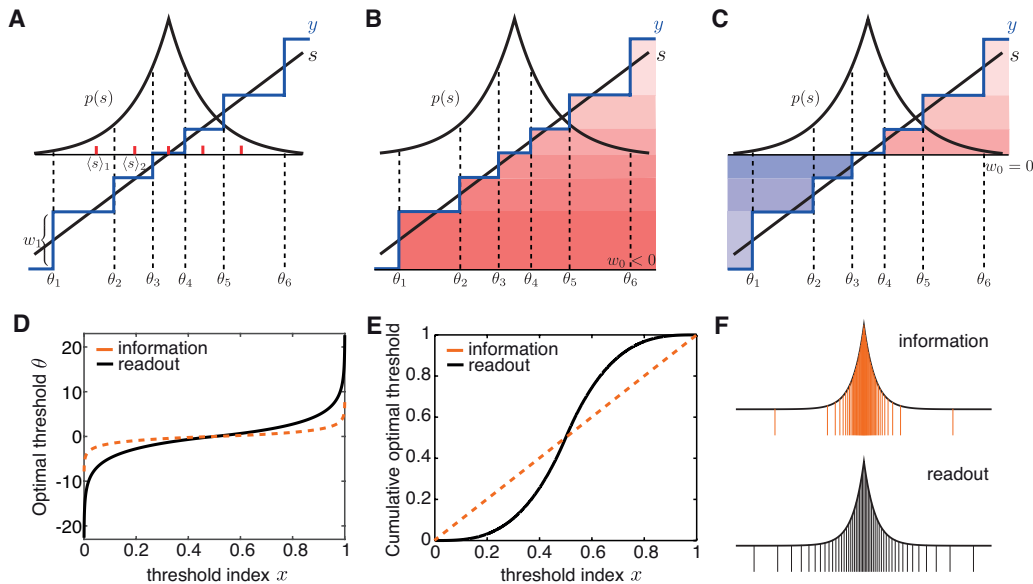 A
y
s
p(s)
⟨s⟩₁
⟨s⟩₂
w₁
θ₁
θ₂
θ₃
θ₄
θ₅
θ₆
B
y
s
p(s)
w₀ < 0
θ₁
θ₂
θ₃
θ₄
θ₅
θ₆
C
y
s
p(s)
w₀ = 0
θ₁
θ₂
θ₃
θ₄
θ₅
θ₆
D
Optimal threshold θ
20
10
0
-10
-20
information
readout
0
0.2
0.4
0.6
0.8
1
threshold index x
E
Cumulative optimal threshold
1
0.8
0.6
0.4
0.2
0
information
readout
0
0.2
0.4
0.6
0.8
1
threshold index x
F
information
readout